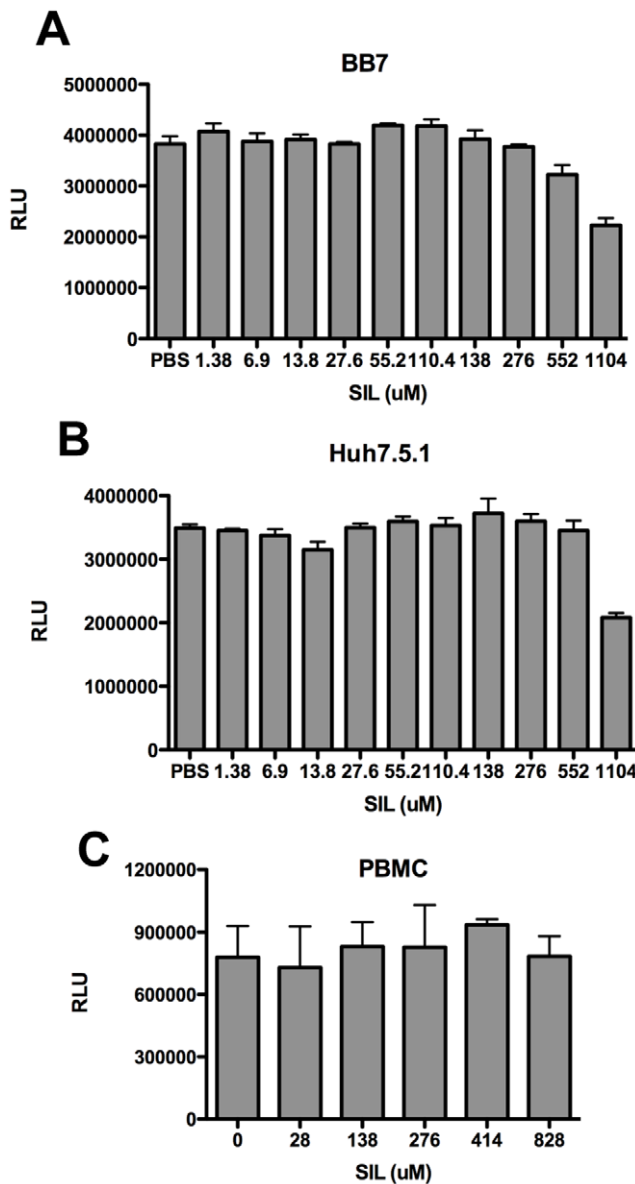 A
BB7
5000000
4000000
3000000
2000000
1000000
0
RLU
PBS 1.38 6.9 13.8 27.6 55.2 110.4 138 276 552 1104
SIL (uM)
B
Huh7.5.1
4000000
3000000
2000000
1000000
0
RLU
PBS 1.38 6.9 13.8 27.6 55.2 110.4 138 276 552 1104
SIL (uM)
C
PBMC
1200000
900000
600000
300000
0
RLU
0 28 138 276 414 828
SIL (uM)